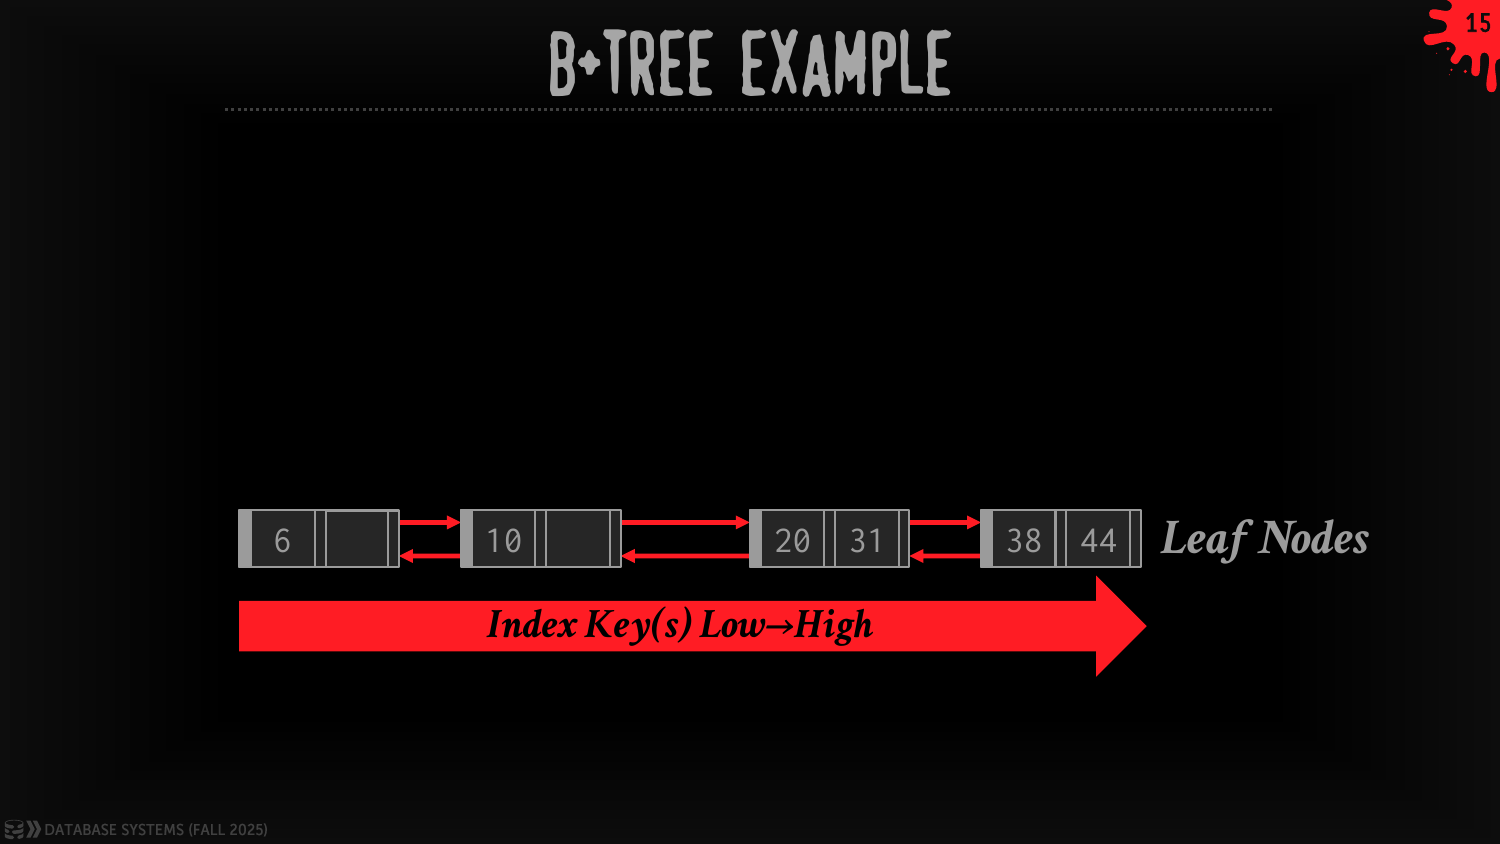 15
B+TREE EXAMPLE
6 10 20 31 38 44 Leaf Nodes
Index Key(s) Low→High
DATABASE SYSTEMS (FALL 2025)